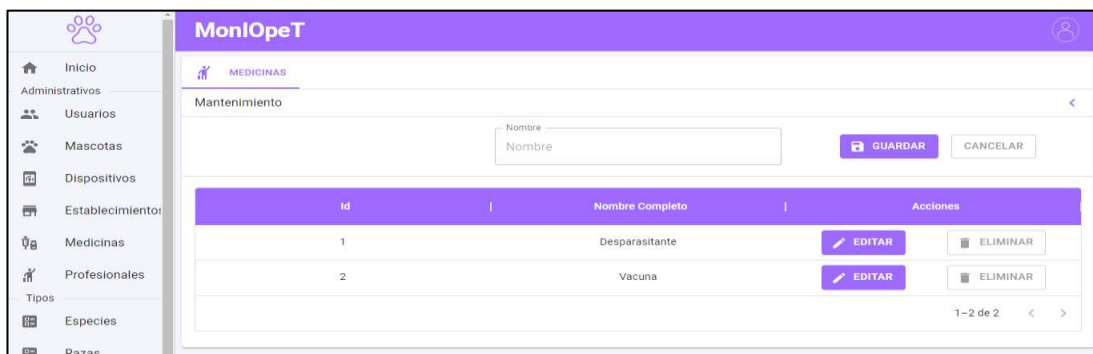 MonIOpeT
Inicio
Administrativos
Usuarios
Mascotas
Dispositivos
Establecimientos
Medicinas
Profesionales
Tipos
Especies
Razas
MEDICINAS
Mantenimiento
Nombre
Nombre
GUARDAR CANCELAR
Id Nombre Completo Acciones
1 Desparasitante EDITAR ELIMINAR
2 Vacuna EDITAR ELIMINAR
1–2 de 2